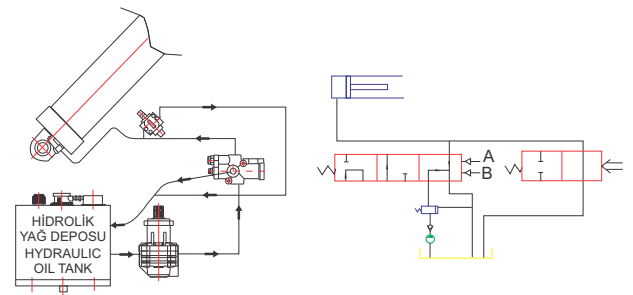 HİDROLİK
YAĞ DEPOSU
HYDRAULIC
OIL TANK
A
B